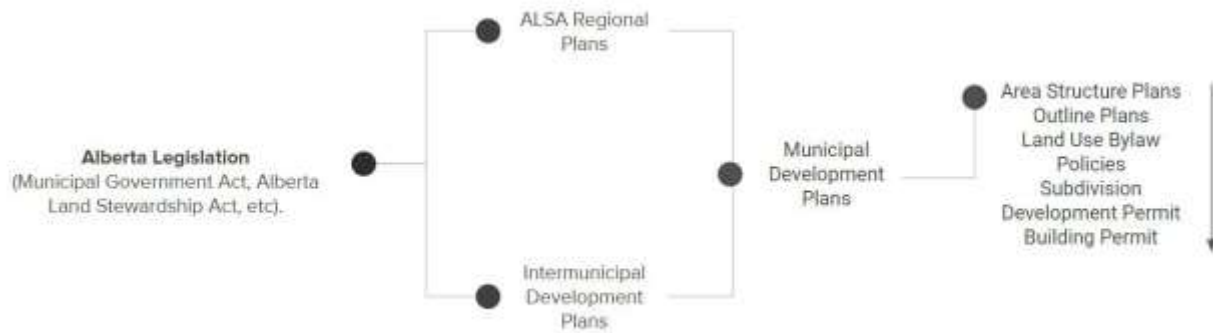 ALSA Regional
Plans
Alberta Legislation
(Municipal Government Act, Alberta
Land Stewardship Act, etc).
Intermunicipal
Development
Plans
Municipal
Development
Plans
Area Structure Plans
Outline Plans
Land Use Bylaw
Policies
Subdivision
Development Permit
Building Permit